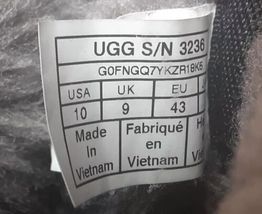 UGG S/N 3236
G0FNGQ7YKZR18K5
USA UK EU
10 9 43
Made Fabriqué
In en
Vietnam Vietnam